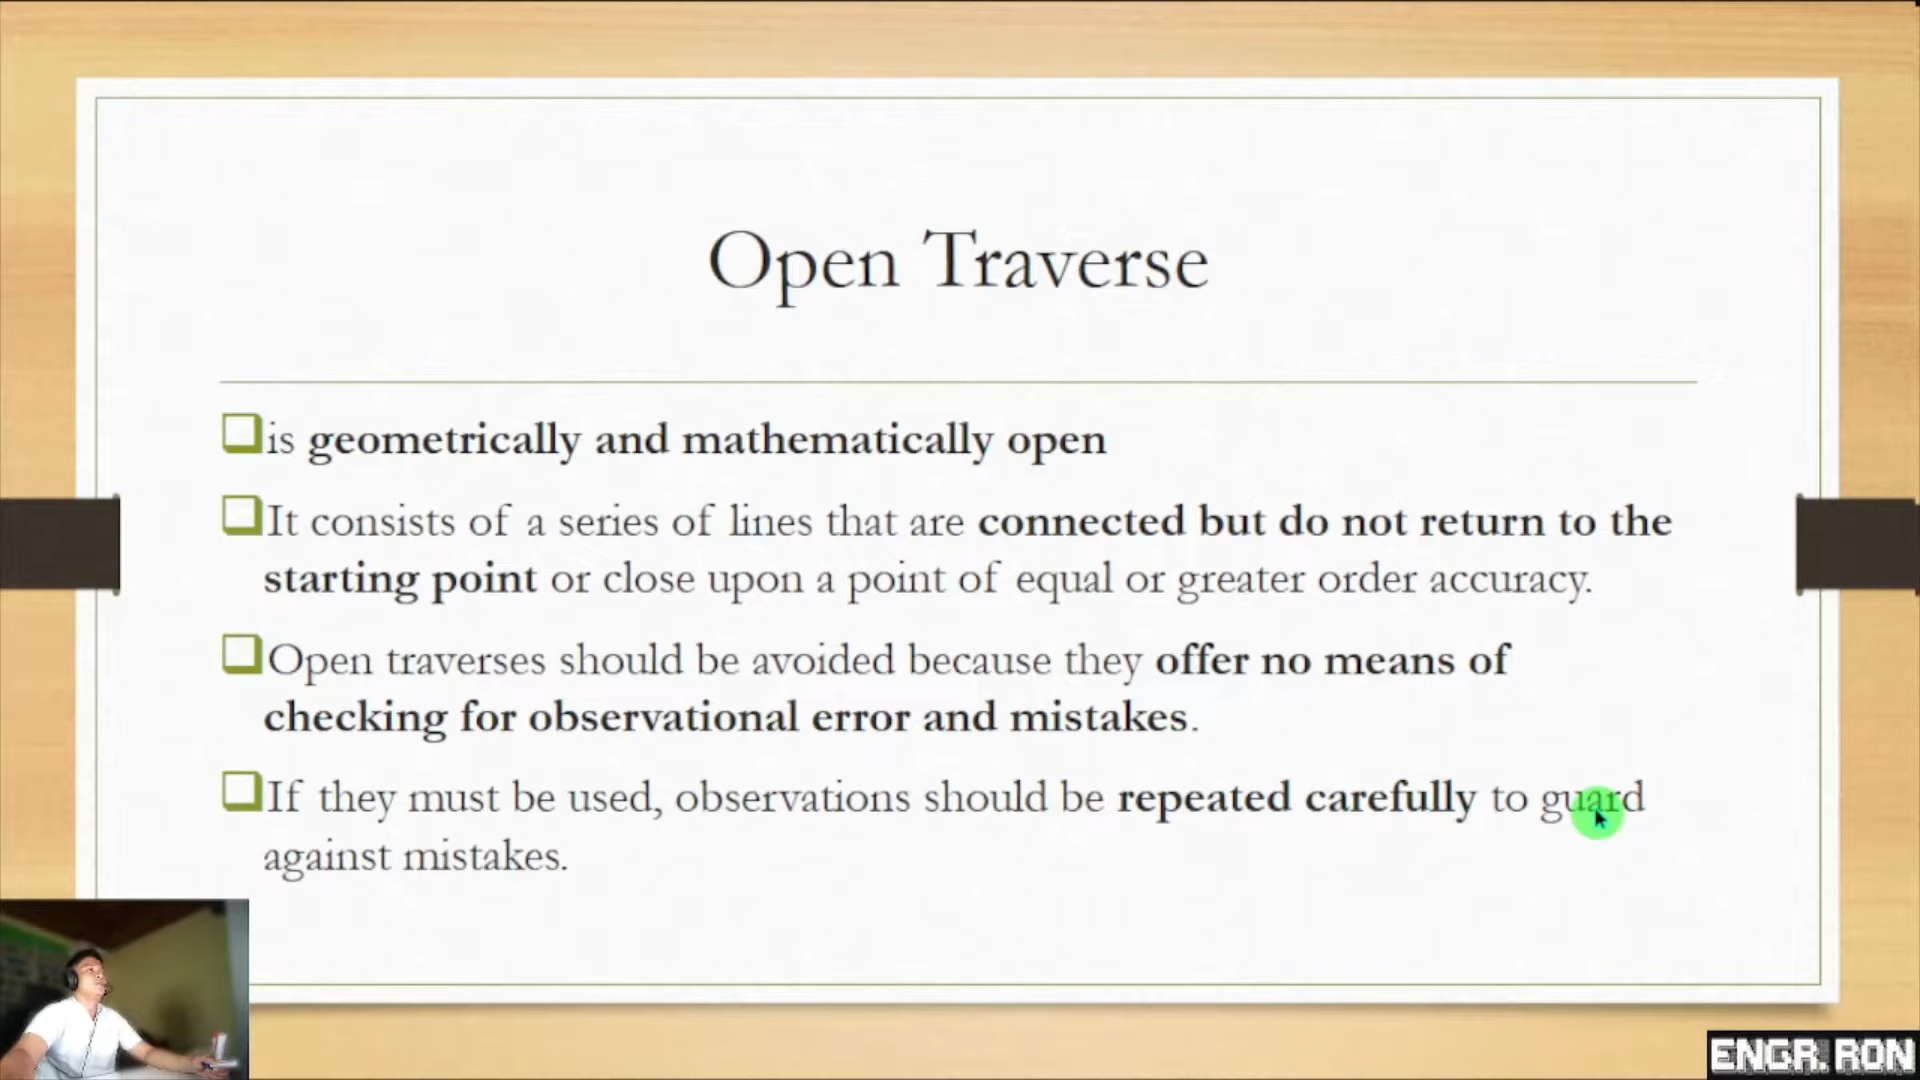 Open Traverse
is geometrically and mathematically open
It consists of a series of lines that are connected but do not return to the
starting point or close upon a point of equal or greater order accuracy.
Open traverses should be avoided because they offer no means of
checking for observational error and mistakes.
If they must be used, observations should be repeated carefully to guard
against mistakes.
ENGR. RON